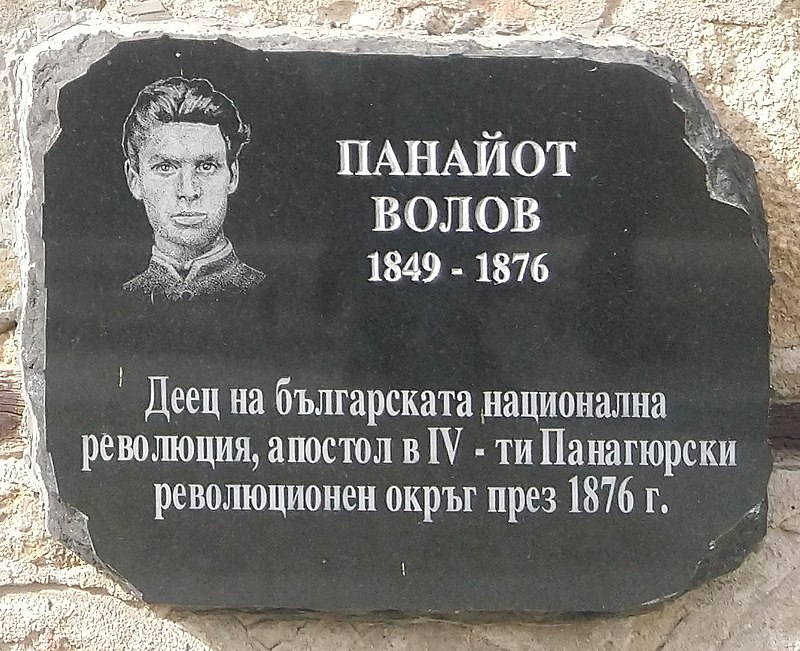 ПАНАЙОТ
ВОЛОВ
1849 - 1876
Деец на българската национална
революция, апостол в IV - ти Панагюрски
революционен окръг през 1876 г.